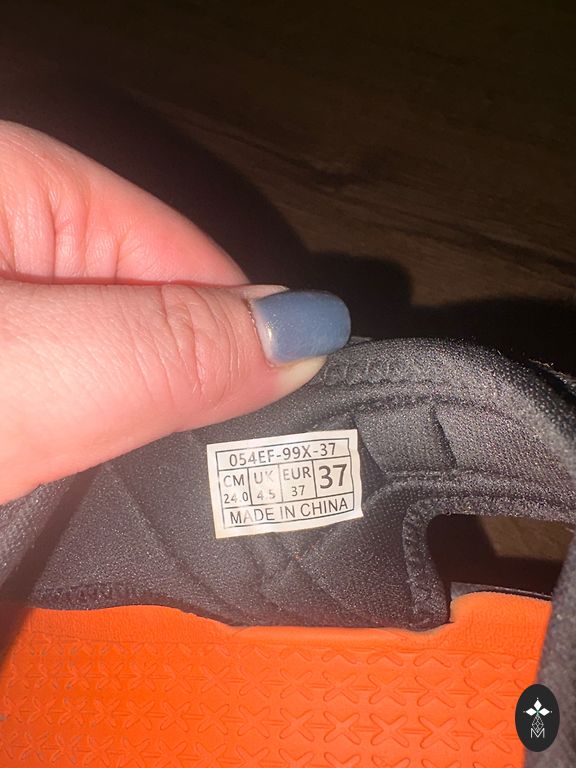 054EF-99X-37
CM UK EUR 37
24.0 4.5 37
MADE IN CHINA
M